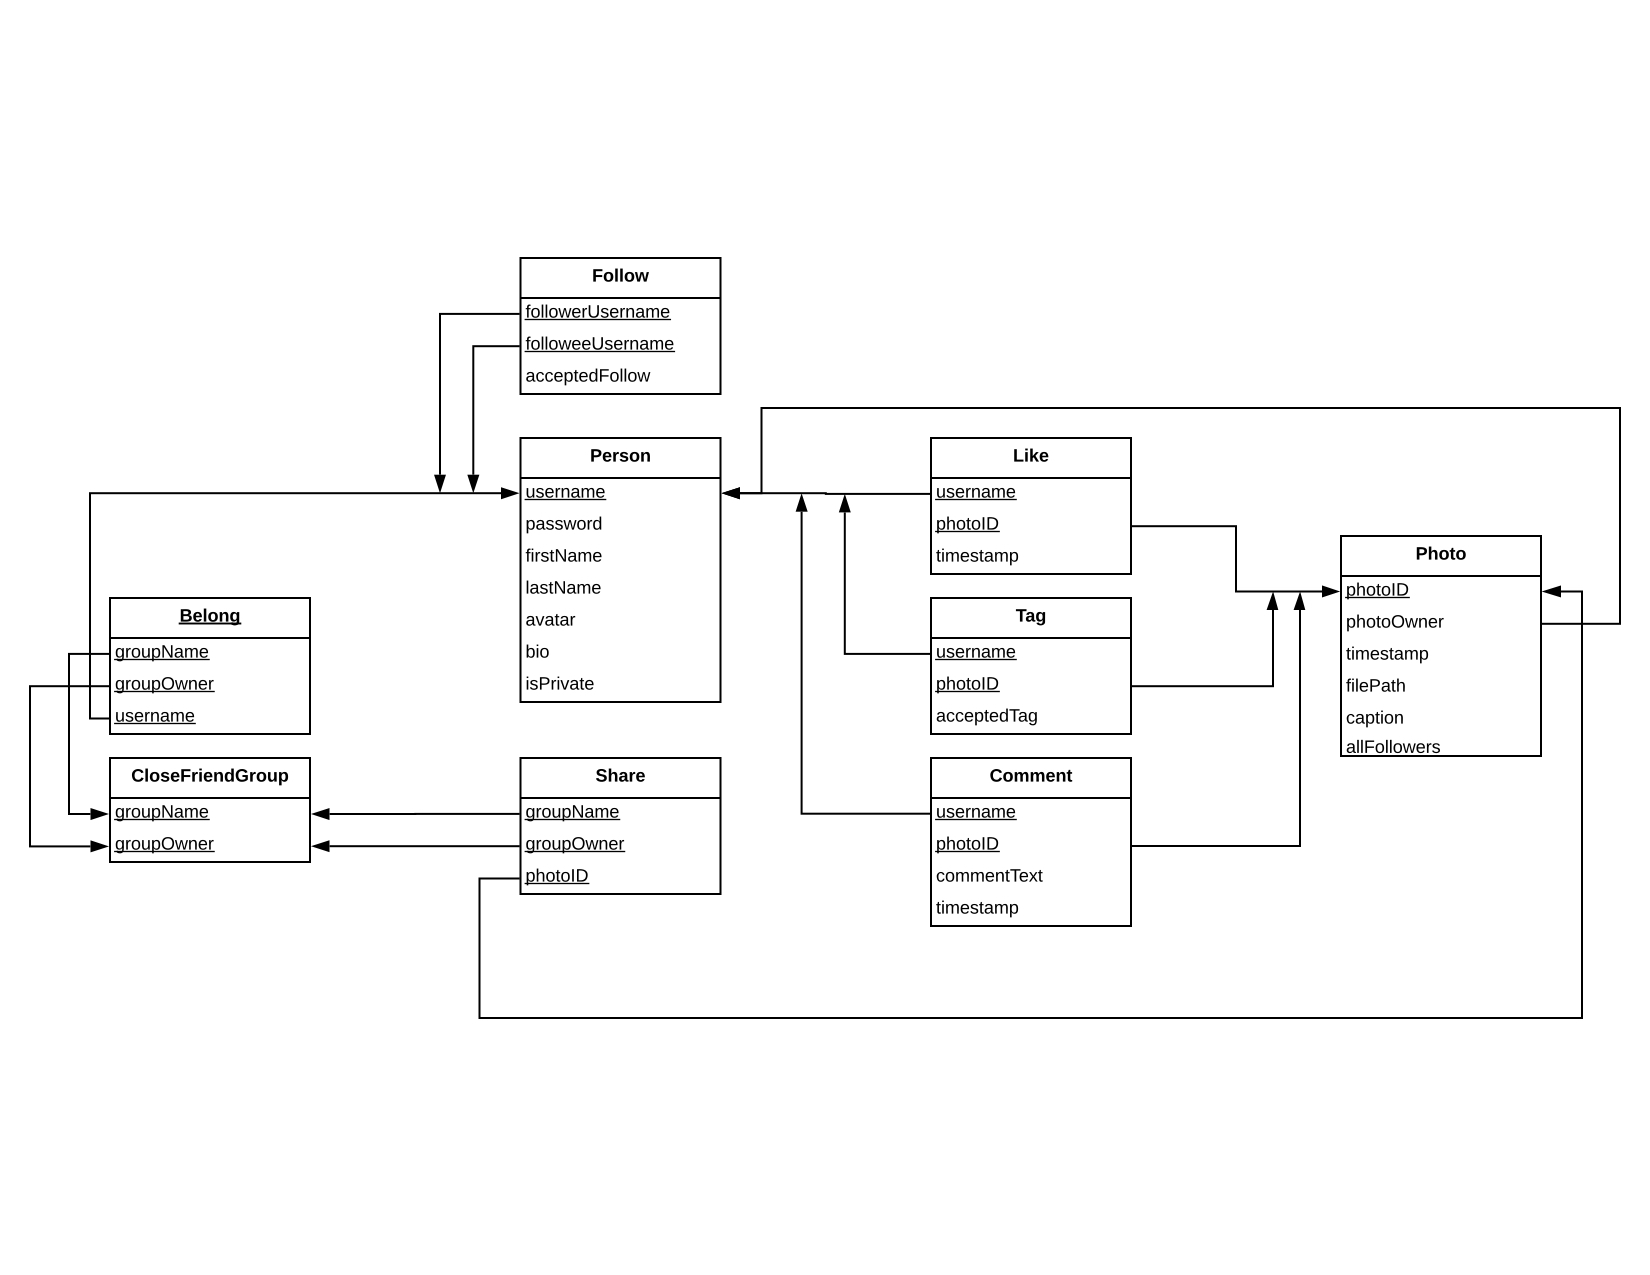 Follow
followerUsername
followeeUsername
acceptedFollow
Person
username
password
firstName
lastName
avatar
bio
isPrivate
Like
username
photoID
timestamp
Photo
photoID
photoOwner
timestamp
filePath
caption
allFollowers
Belong
groupName
groupOwner
username
Tag
username
photoID
acceptedTag
CloseFriendGroup
groupName
groupOwner
Share
groupName
groupOwner
photoID
Comment
username
photoID
commentText
timestamp